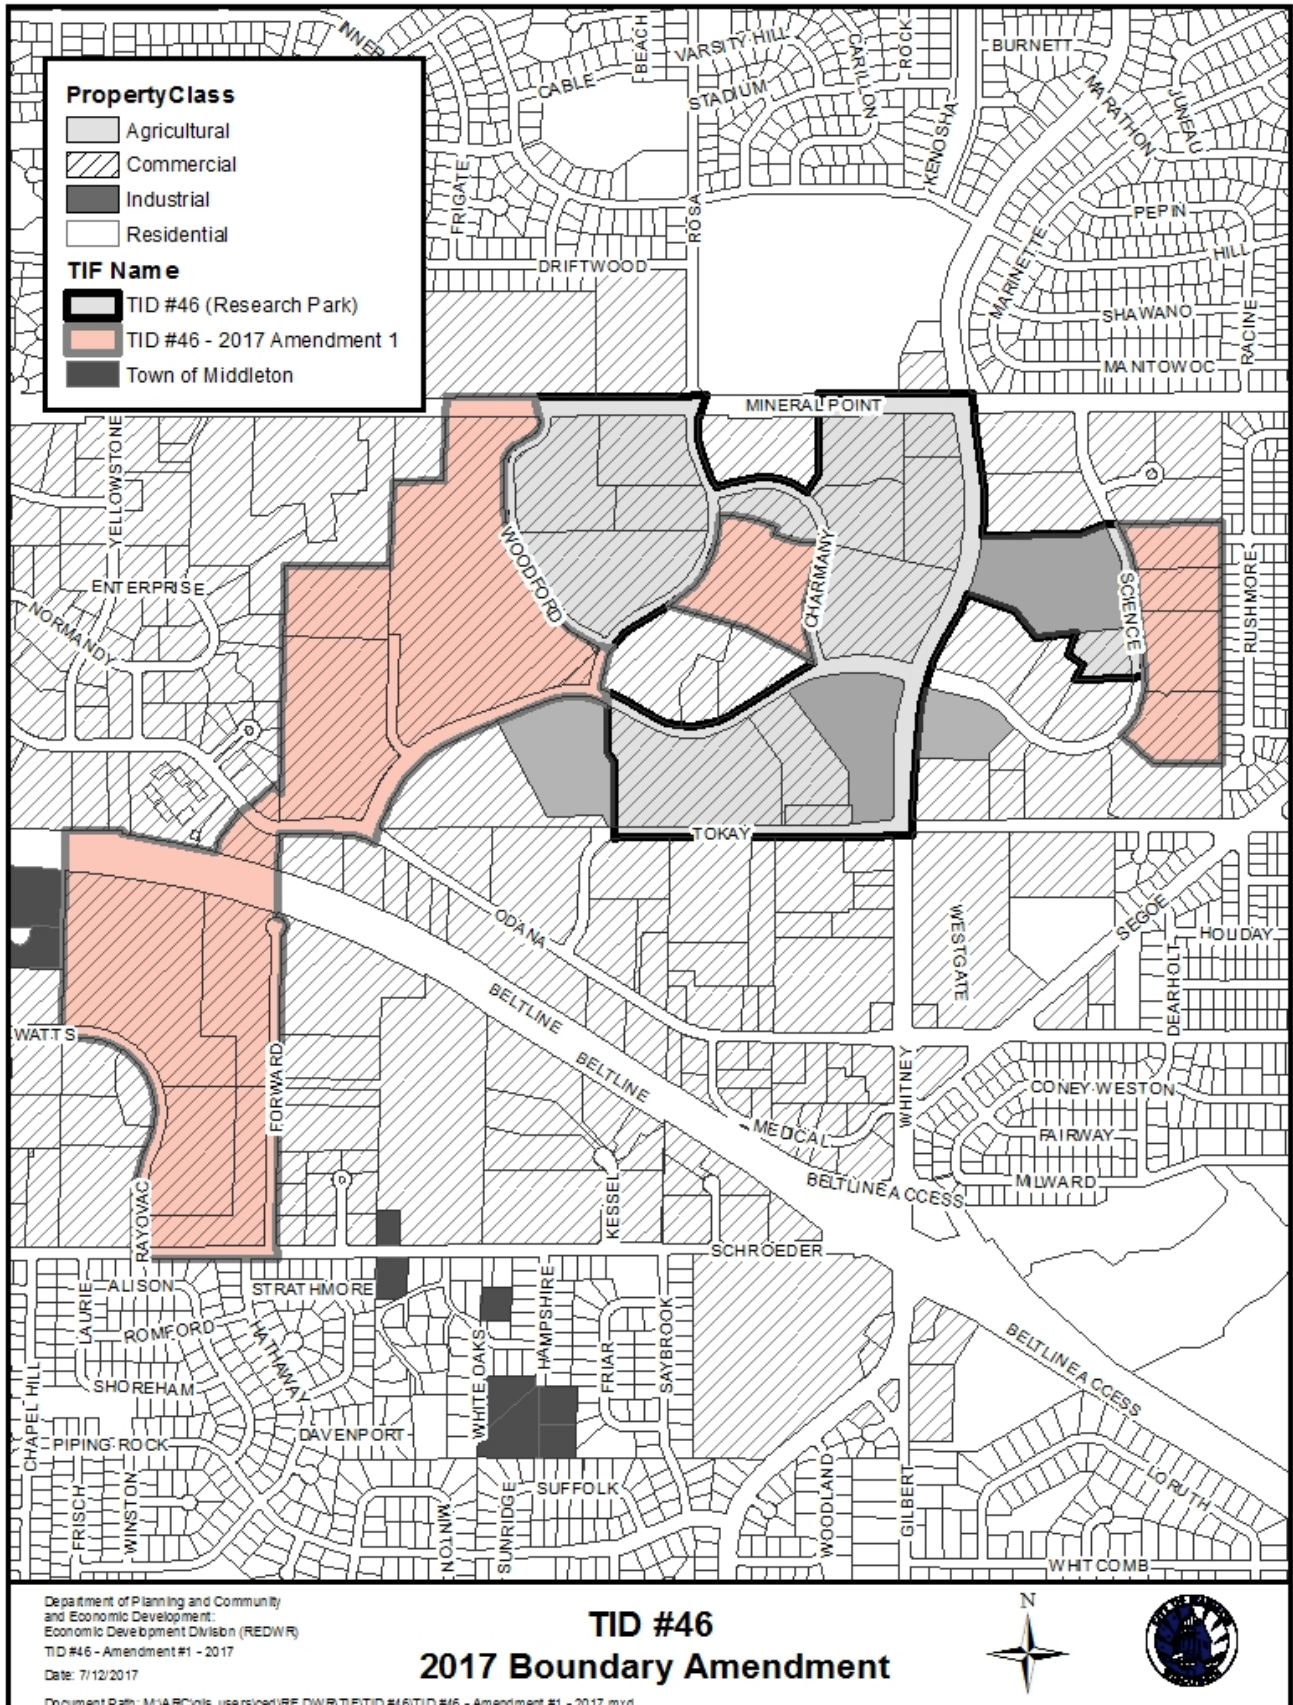 PropertyClass
Agricultural
Commercial
Industrial
Residential
TIF Name
TID #46 (Research Park)
TID #46 - 2017 Amendment 1
Town of Middleton
INNER
BEACH
VARSITY HILL
CARILLON
ROCK
BURNETT
CABLE
STADIUM
MARATHON
JUNEAU
KENOSHA
FRIGATE
ROSA
PEPIN
HILL
DRIFTWOOD
MARINETTE
SHAWANO
RACINE
MANITOWOC
MINERAL POINT
YELLOWSTONE
WOODFORD
CHARMANY
SCIENCE
RUSHMORE
ENTERPRISE
NORMANDY
TOKAY
ODANA
WESTGATE
SEGOE
HOLIDAY
DEARHOLT
BELTLINE
WATTS
FORWARD
BELTLINE
WHITNEY
CONEY WESTON
MEDICAL
FAIRWAY
BELTLINE ACCESS
MILWARD
RAYOVAC
KESSEL
SCHROEDER
ALISON
STRATHMORE
LAURIE
ROMFORD
HATHAWAY
HAMPSHIRE
SAYBROOK
WHITE OAKS
FRIAR
BELTLINE ACCESS
CHAPEL HILL
SHOREHAM
DAVENPORT
PIPING ROCK
FRISCH
WINSTON
MINTON
SUNRIDGE
SUFFOLK
WOODLAND
GILBERT
LORUTH
WHITCOMB
Department of Planning and Community
and Economic Development:
Economic Development Division (REDWR)
TID #46 - Amendment #1 - 2017
Date: 7/12/2017
TID #46
2017 Boundary Amendment
N